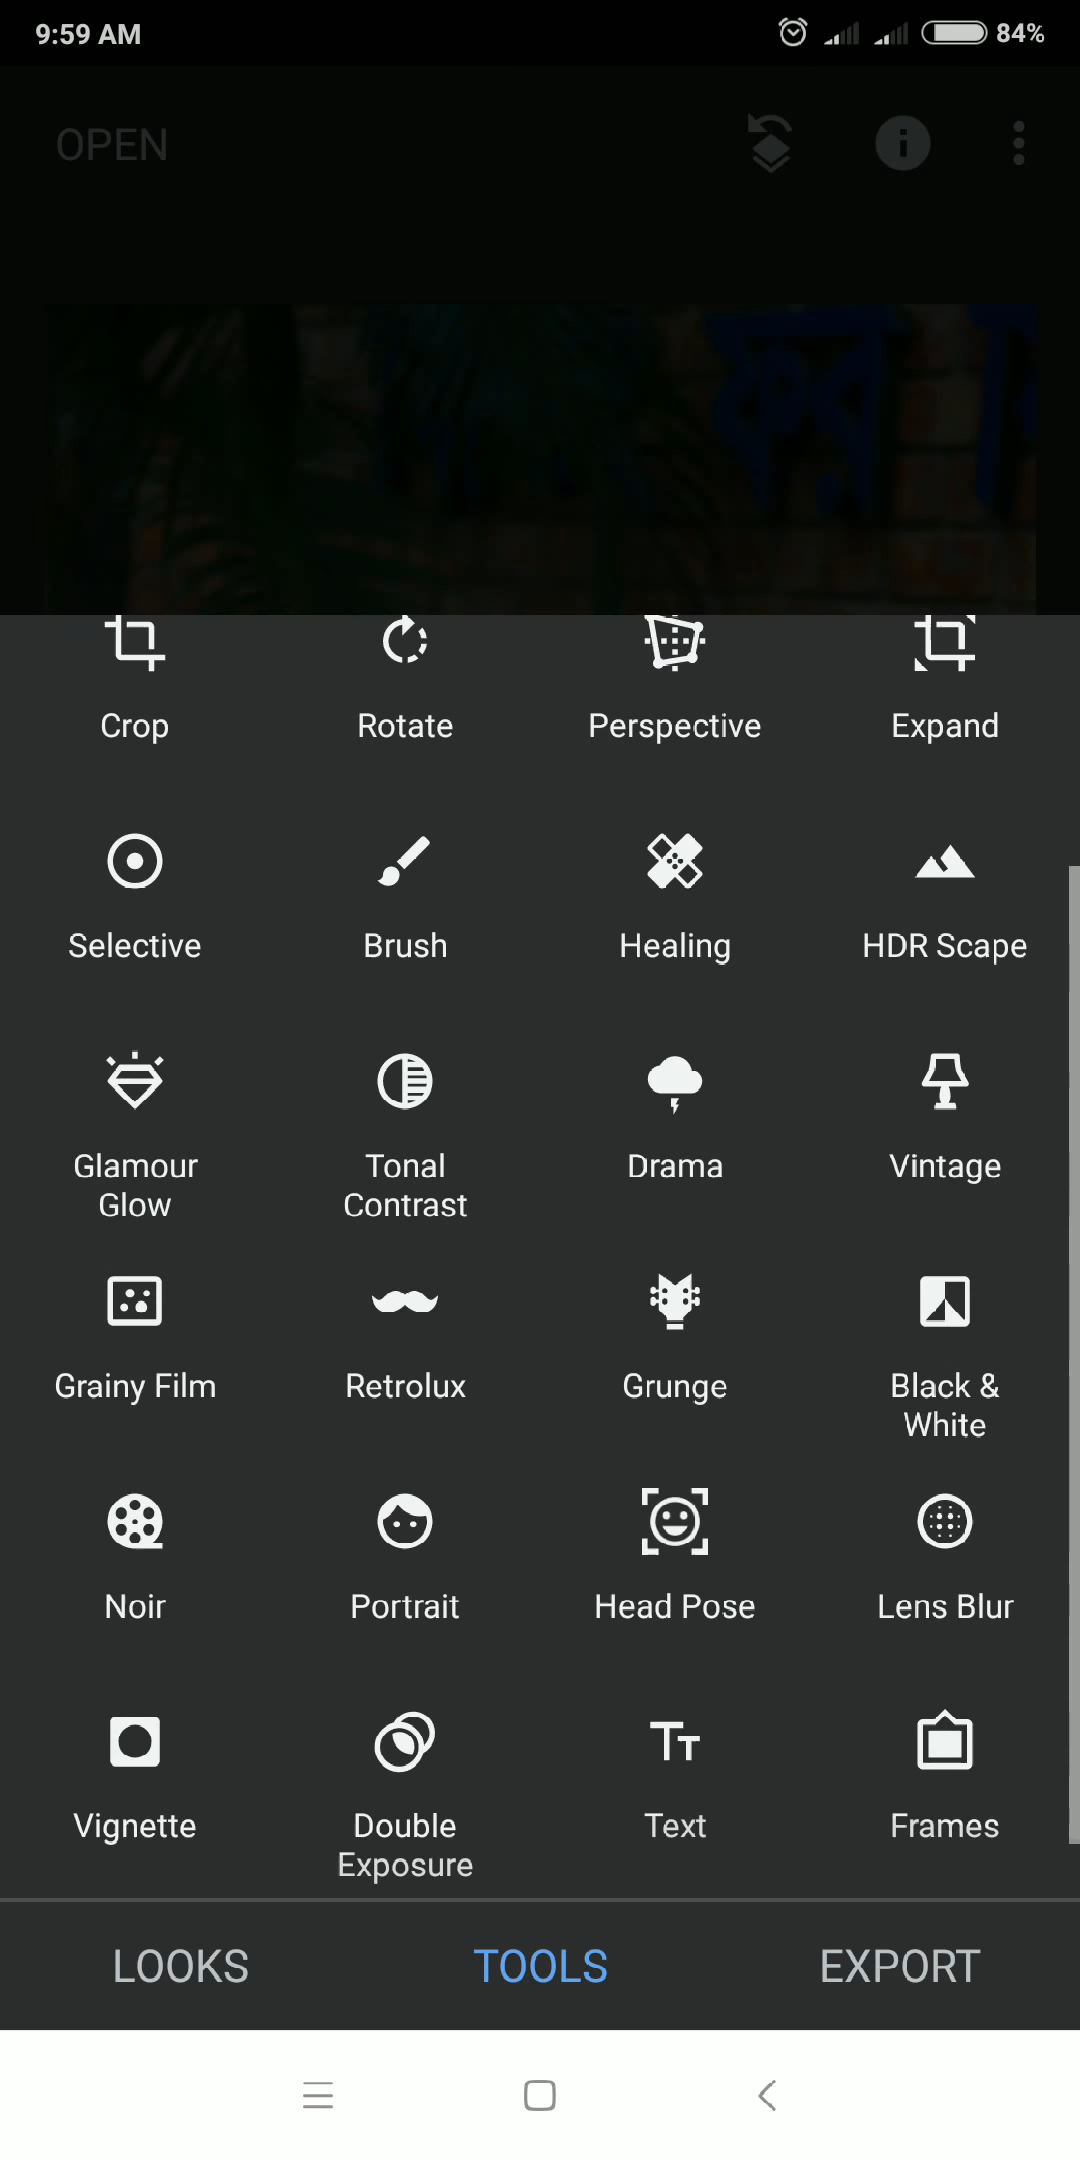 9:59 AM 84%
OPEN
Crop Rotate Perspective Expand
Selective Brush Healing HDR Scape
Glamour Glow Tonal Contrast Drama Vintage
Grainy Film Retrolux Grunge Black & White
Noir Portrait Head Pose Lens Blur
Vignette Double Exposure Text Frames
LOOKS TOOLS EXPORT